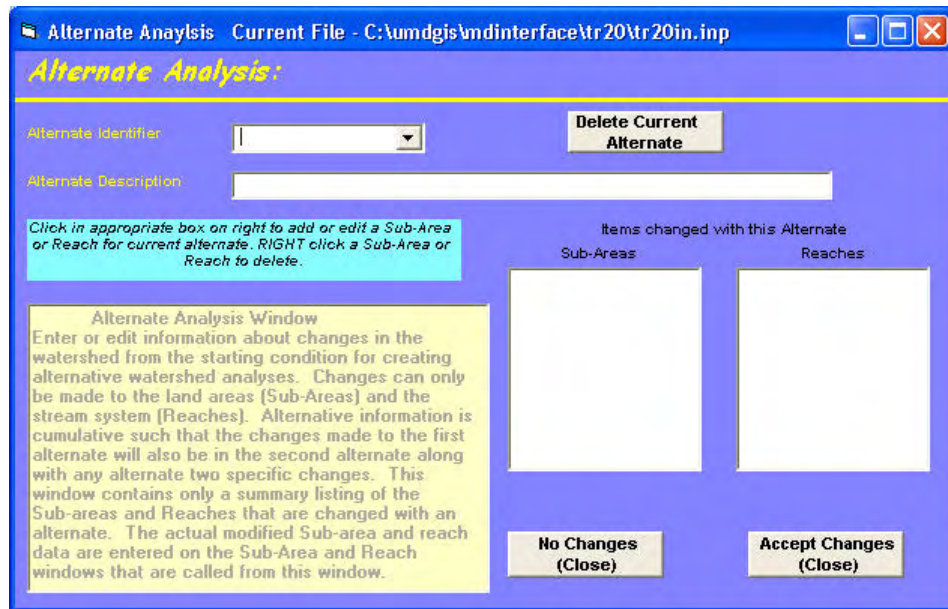 Alternate Anaylsis   Current File - C:\umdgis\mdinterface\tr20\tr20in.inp
Alternate Analysis:
Alternate Identifier
Delete Current
Alternate
Alternate Description
Click in appropriate box on right to add or edit a Sub-Area
or Reach for current alternate. RIGHT click a Sub-Area or
Reach to delete.
Items changed with this Alternate
Sub-Areas
Reaches
Alternate Analysis Window
Enter or edit information about changes in the
watershed from the starting condition for creating
alternative watershed analyses.  Changes can only
be made to the land areas (Sub-Areas) and the
stream system (Reaches).  Alternative information is
cumulative such that the changes made to the first
alternate will also be in the second alternate along
with any alternate two specific changes.  This
window contains only a summary listing of the
Sub-areas and Reaches that are changed with an
alternate.  The actual modified Sub-area and reach
data are entered on the Sub-Area and Reach
windows that are called from this window.
No Changes
(Close)
Accept Changes
(Close)